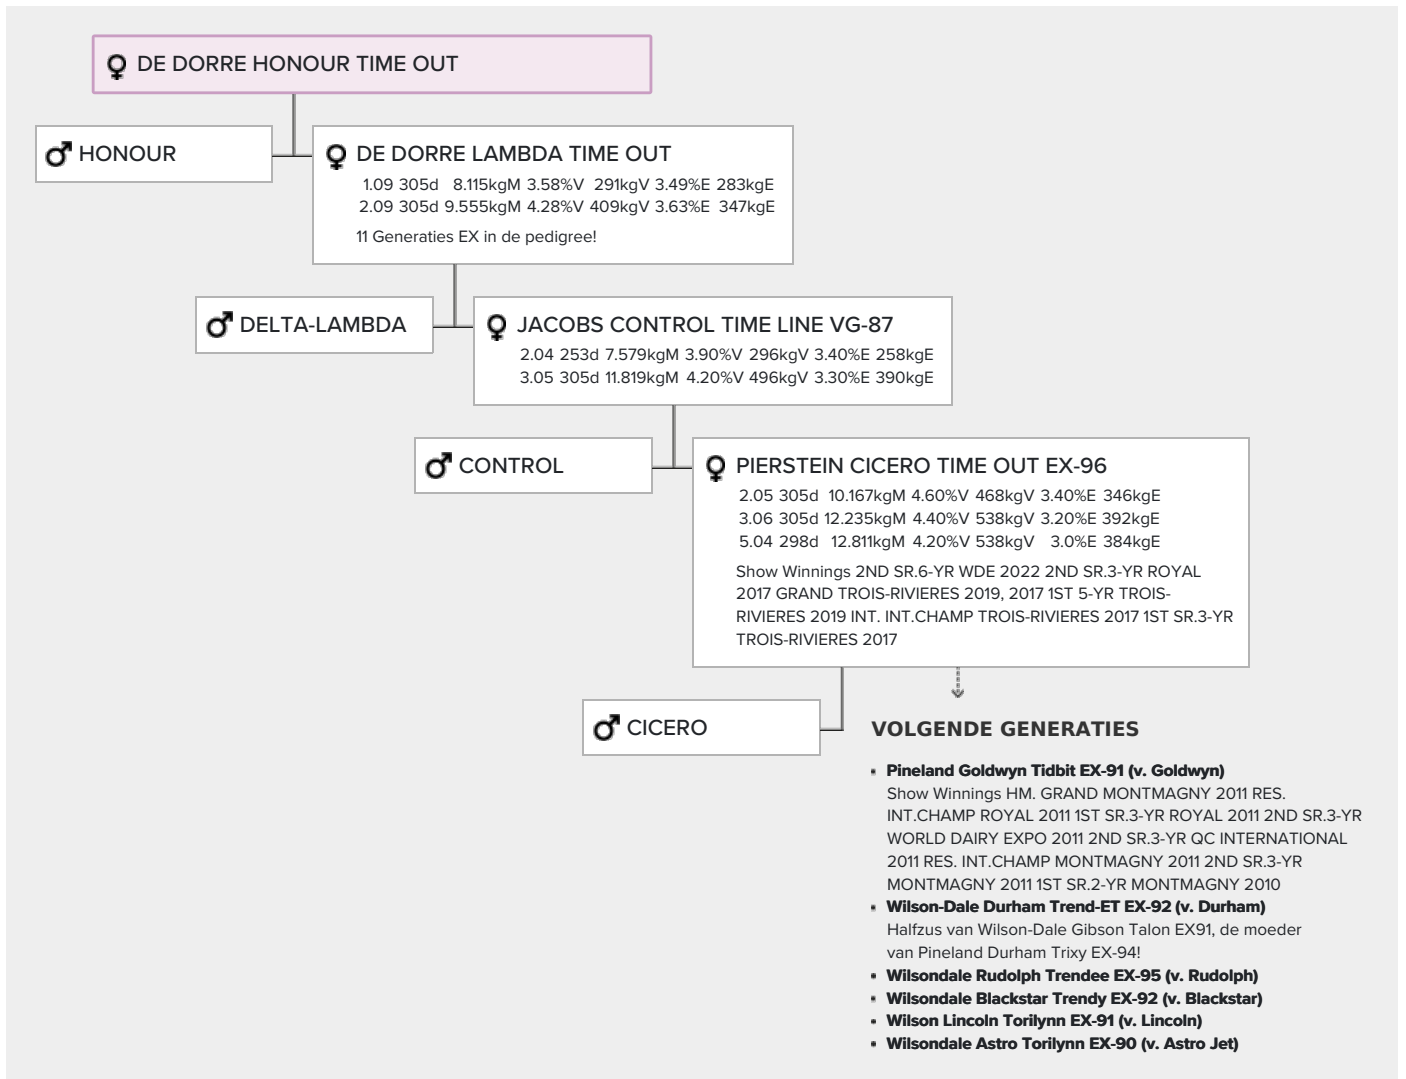 DE DORRE HONOUR TIME OUT
HONOUR
DE DORRE LAMBDA TIME OUT
1.09 305d 8.115kgM 3.58%V 291kgV 3.49%E 283kgE
2.09 305d 9.555kgM 4.28%V 409kgV 3.63%E 347kgE
11 Generaties EX in de pedigree!
DELTA-LAMBDA
JACOBS CONTROL TIME LINE VG-87
2.04 253d 7.579kgM 3.90%V 296kgV 3.40%E 258kgE
3.05 305d 11.819kgM 4.20%V 496kgV 3.30%E 390kgE
CONTROL
PIERSTEIN CICERO TIME OUT EX-96
2.05 305d 10.167kgM 4.60%V 468kgV 3.40%E 346kgE
3.06 305d 12.235kgM 4.40%V 538kgV 3.20%E 392kgE
5.04 298d 12.811kgM 4.20%V 538kgV 3.0%E 384kgE
Show Winnings 2ND SR.6-YR WDE 2022 2ND SR.3-YR ROYAL
2017 GRAND TROIS-RIVIERES 2019, 2017 1ST 5-YR TROIS-
RIVIERES 2019 INT. INT.CHAMP TROIS-RIVIERES 2017 1ST SR.3-YR
TROIS-RIVIERES 2017
CICERO
VOLGENDE GENERATIES
Pineland Goldwyn Tidbit EX-91 (v. Goldwyn)
Show Winnings HM. GRAND MONTMAGNY 2011 RES.
INT.CHAMP ROYAL 2011 1ST SR.3-YR ROYAL 2011 2ND SR.3-YR
WORLD DAIRY EXPO 2011 2ND SR.3-YR QC INTERNATIONAL
2011 RES. INT.CHAMP MONTMAGNY 2011 2ND SR.3-YR
MONTMAGNY 2011 1ST SR.2-YR MONTMAGNY 2010
Wilson-Dale Durham Trend-ET EX-92 (v. Durham)
Halfzus van Wilson-Dale Gibson Talon EX91, de moeder
van Pineland Durham Trixy EX-94!
Wilsondale Rudolph Trendee EX-95 (v. Rudolph)
Wilsondale Blackstar Trendy EX-92 (v. Blackstar)
Wilson Lincoln Torilynn EX-91 (v. Lincoln)
Wilsondale Astro Torilynn EX-90 (v. Astro Jet)